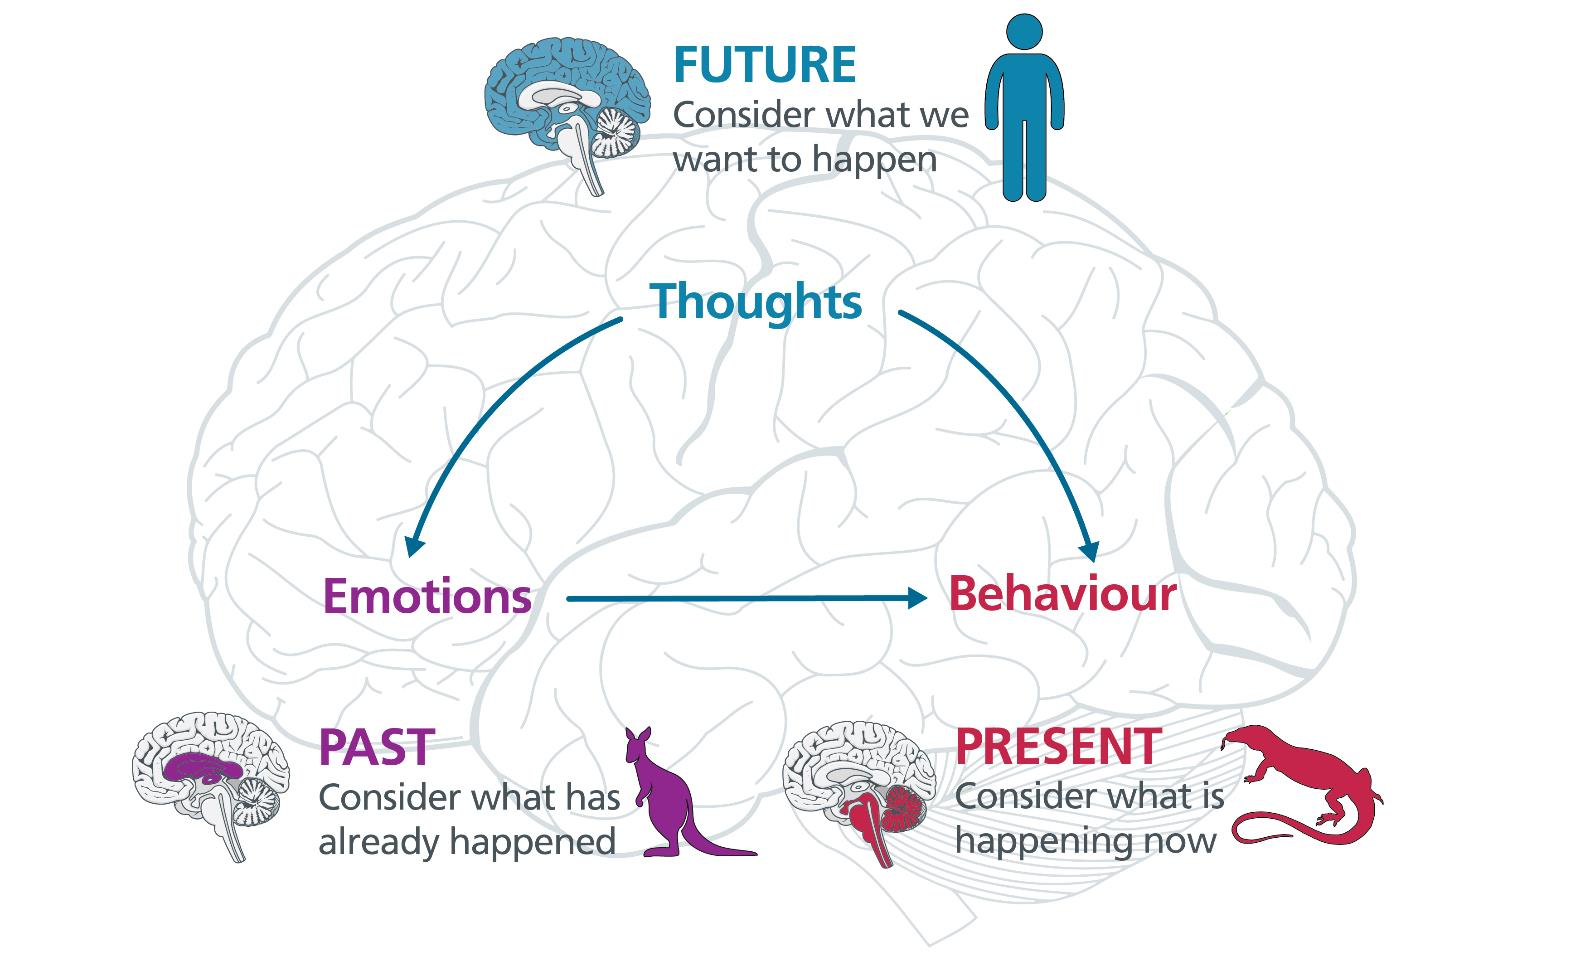 FUTURE
Consider what we
want to happen
Thoughts
Emotions
Behaviour
PAST
Consider what has
already happened
PRESENT
Consider what is
happening now